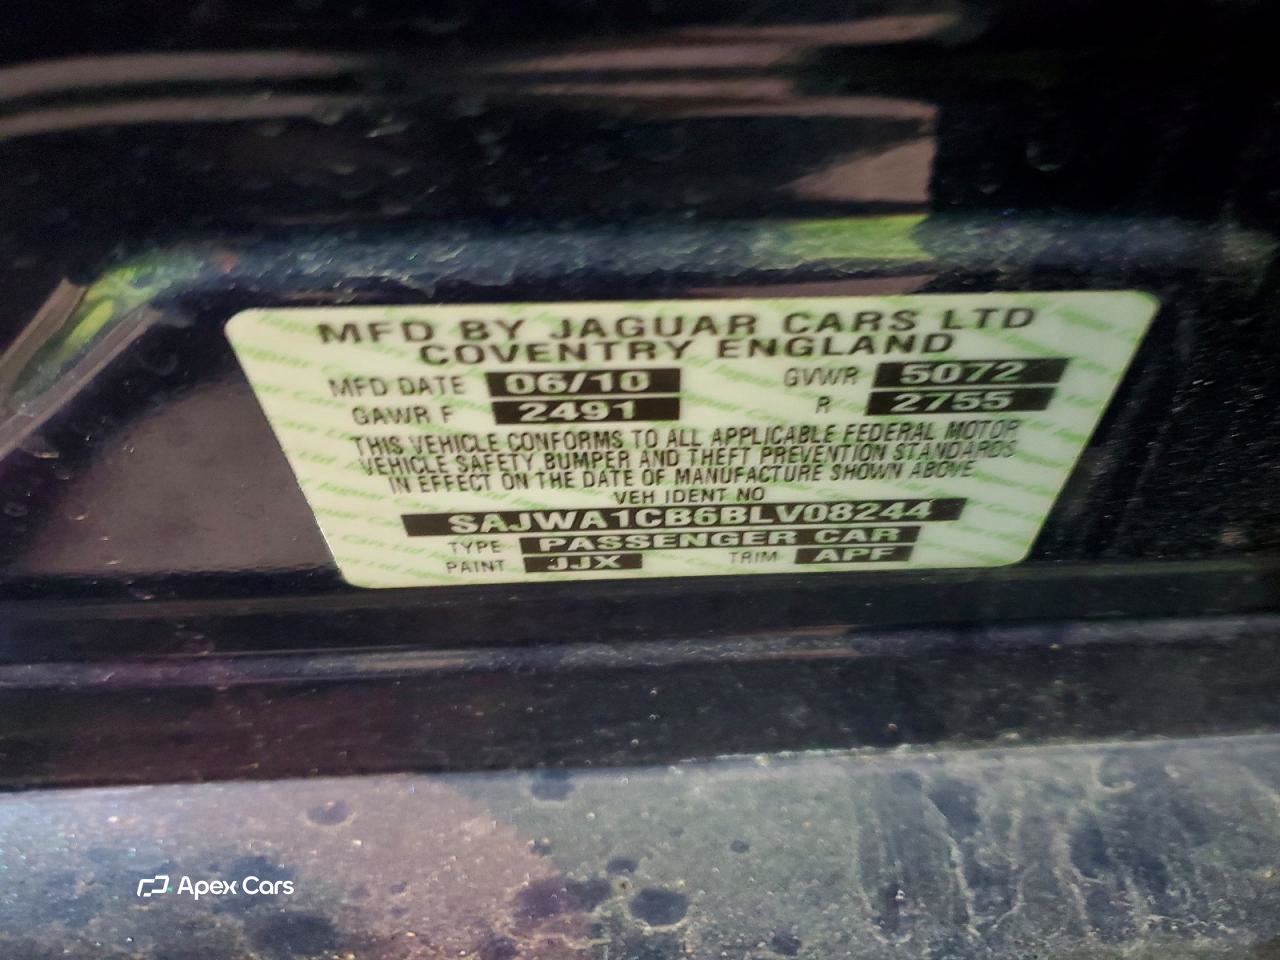 MFD BY JAGUAR CARS LTD
COVENTRY ENGLAND
MFD DATE 06/10 GVWR 5072
GAWR F 2491 R 2755
THIS VEHICLE CONFORMS TO ALL APPLICABLE FEDERAL MOTOR
VEHICLE SAFETY BUMPER AND THEFT PREVENTION STANDARDS
IN EFFECT ON THE DATE OF MANUFACTURE SHOWN ABOVE
VEH IDENT NO
SAJWA1CB6BLV08244
TYPE PASSENGER CAR
PAINT JJX TRIM APF
Apex Cars